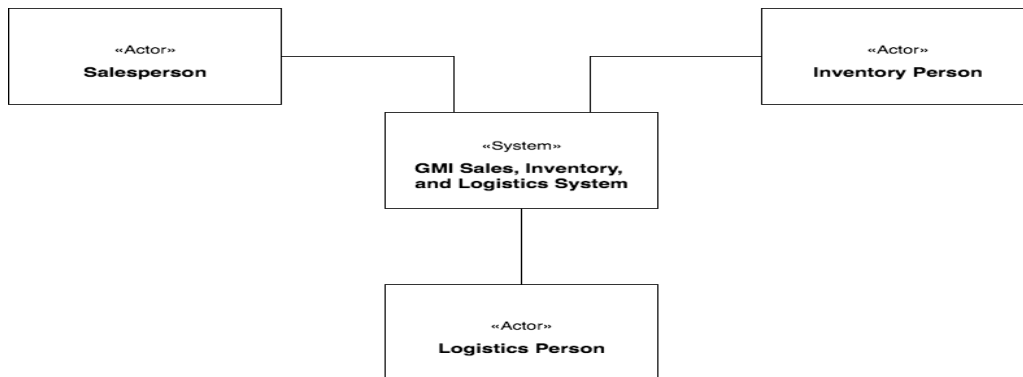 «Actor»
Salesperson
«Actor»
Inventory Person
«System»
GMI Sales, Inventory,
and Logistics System
«Actor»
Logistics Person